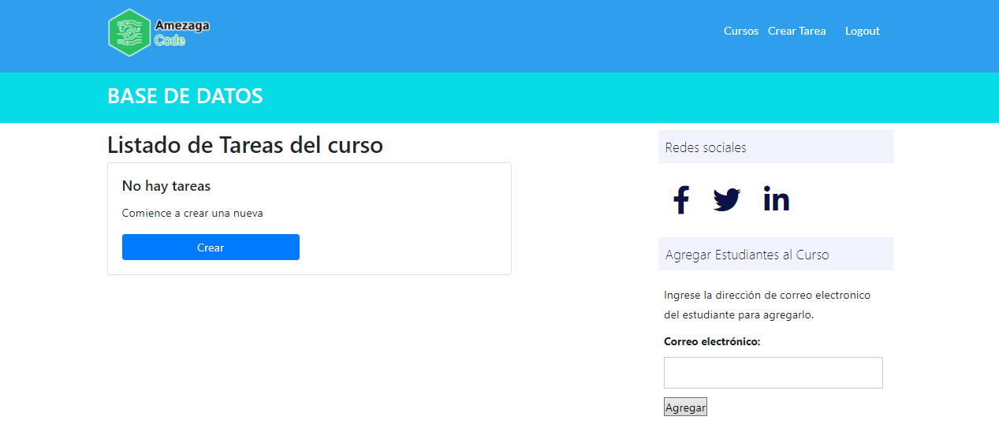 Amezaga
Code
Cursos Crear Tarea Logout
BASE DE DATOS
Listado de Tareas del curso
No hay tareas
Comience a crear una nueva
Crear
Redes sociales
Agregar Estudiantes al Curso
Ingrese la dirección de correo electronico
del estudiante para agregarlo.
Correo electrónico:
Agregar